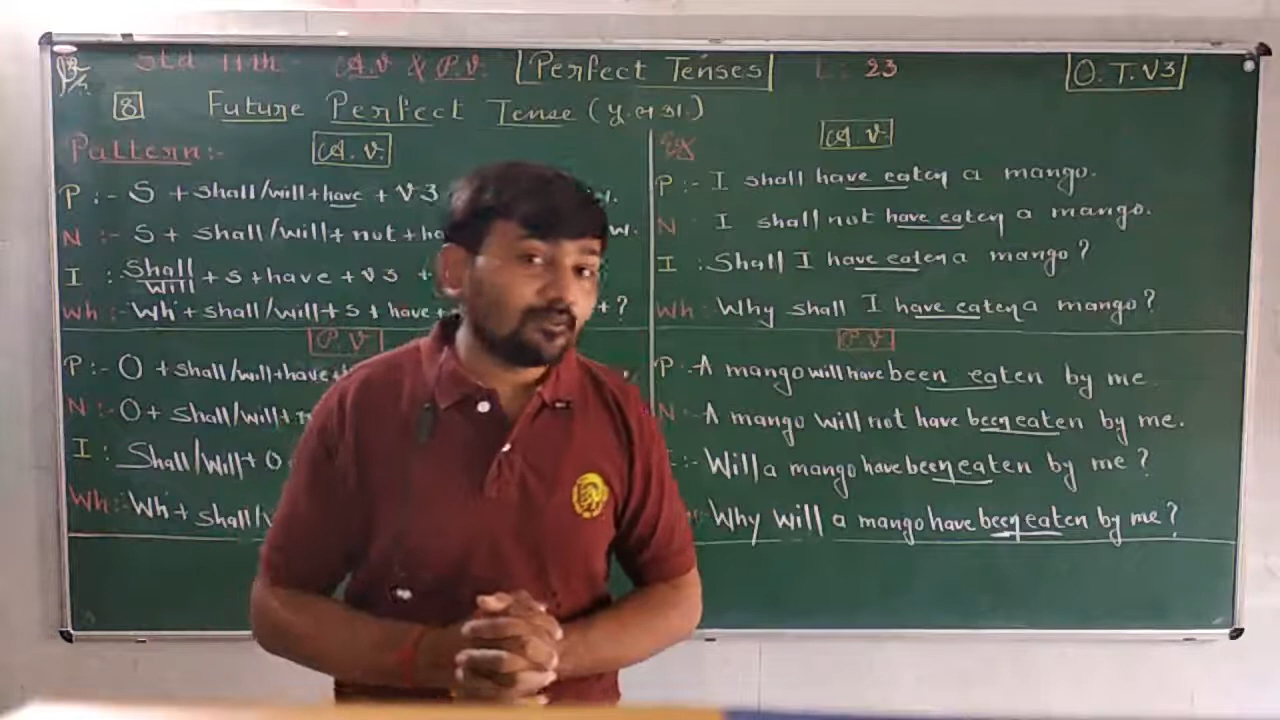 Std 11th A.V & P.V. Perfect Tenses L. 23 O.T.V3
8 Future Perfect Tense (પૂ.ભ.કા.)
Pattern:- A.V.
P :- S + shall/will + have + V3
N :- S + shall/will + not + ha
I : Shall/Will + s + have + V3 +
Wh :- Wh + shall/will + s + have + + ?
P.V
P :- O + shall/will + have +
N :- O + shall/will +
I : Shall/Will + O
Wh :- Wh + shall/
Ex A.V.
P :- I shall have eaten a mango.
N I shall not have eaten a mango.
I : Shall I have eaten a mango?
Wh Why shall I have eaten a mango?
P.V
P :- A mango will have been eaten by me
N - A mango will not have been eaten by me.
:- Will a mango have been eaten by me?
- Why will a mango have been eaten by me?